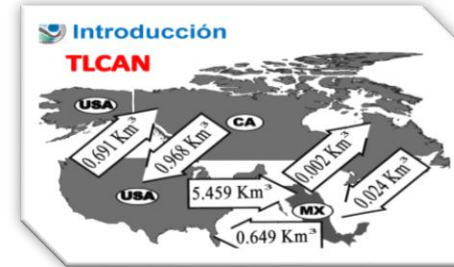 Introducción
TLCAN
USA
CA
0.691 Km³
0.968 Km³
0.002 Km³
0.024 Km³
USA
5.459 Km³
MX
0.649 Km³